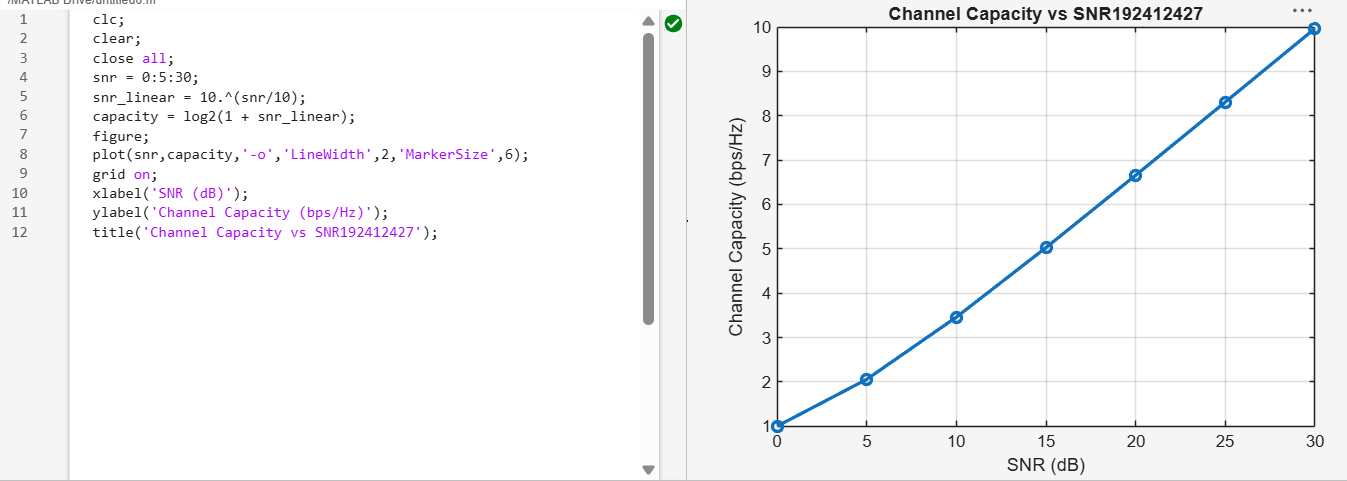 /MATLAB Drive/untitled6.m
1 clc;
2 clear;
3 close all;
4 snr = 0:5:30;
5 snr_linear = 10.^(snr/10);
6 capacity = log2(1 + snr_linear);
7 figure;
8 plot(snr,capacity,'-o','LineWidth',2,'MarkerSize',6);
9 grid on;
10 xlabel('SNR (dB)');
11 ylabel('Channel Capacity (bps/Hz)');
12 title('Channel Capacity vs SNR192412427');
Channel Capacity vs SNR192412427
Channel Capacity (bps/Hz)
10
9
8
7
6
5
4
3
2
1
0 5 10 15 20 25 30
SNR (dB)